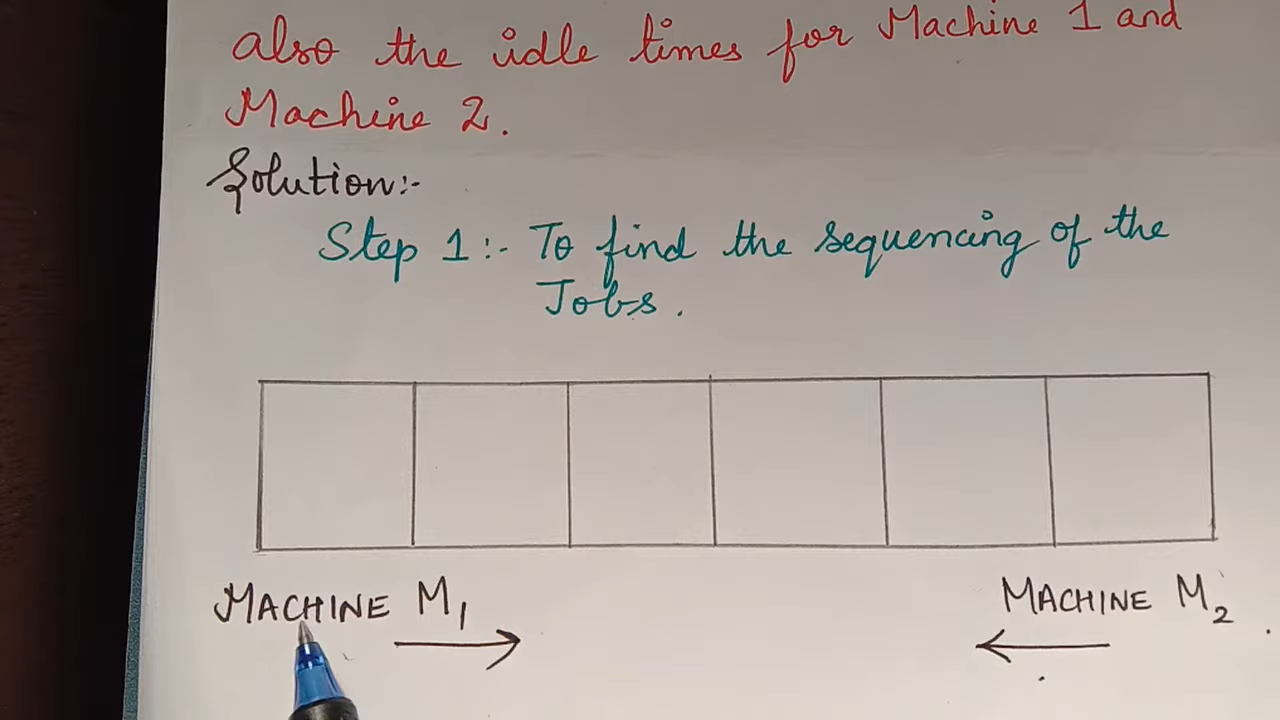 also the idle times for Machine 1 and
Machine 2.
Solution:-
Step 1:- To find the sequencing of the
Jobs.
MACHINE M1
MACHINE M2